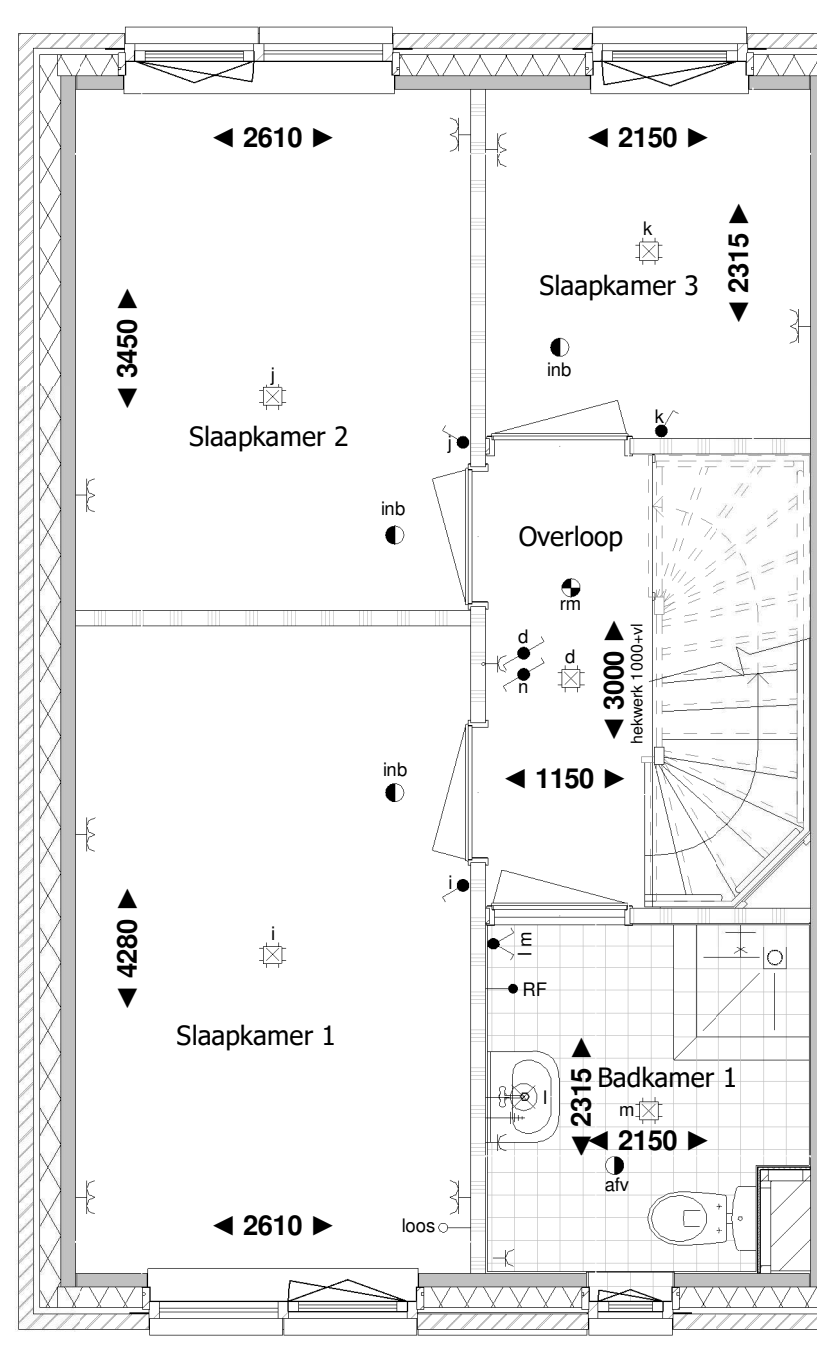 ◄ 2610 ►
◄ 2150 ►
k
◄ 2315 ►
Slaapkamer 3
◄ 3450 ►
inb
j
k
Slaapkamer 2
j
inb
Overloop
rm
d
d
n
◄ 3000 ►
hekwerk 1000+vl
inb
◄ 1150 ►
i
◄ 4280 ►
i
l m
RF
Slaapkamer 1
◄ 2315 ►
Badkamer 1
l
m
◄ 2150 ►
afv
◄ 2610 ►
loos